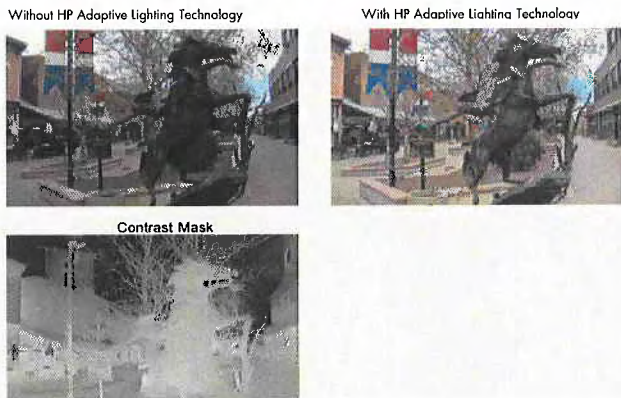 Without HP Adaptive Lighting Technology
With HP Adaptive Lighting Technology
Contrast Mask